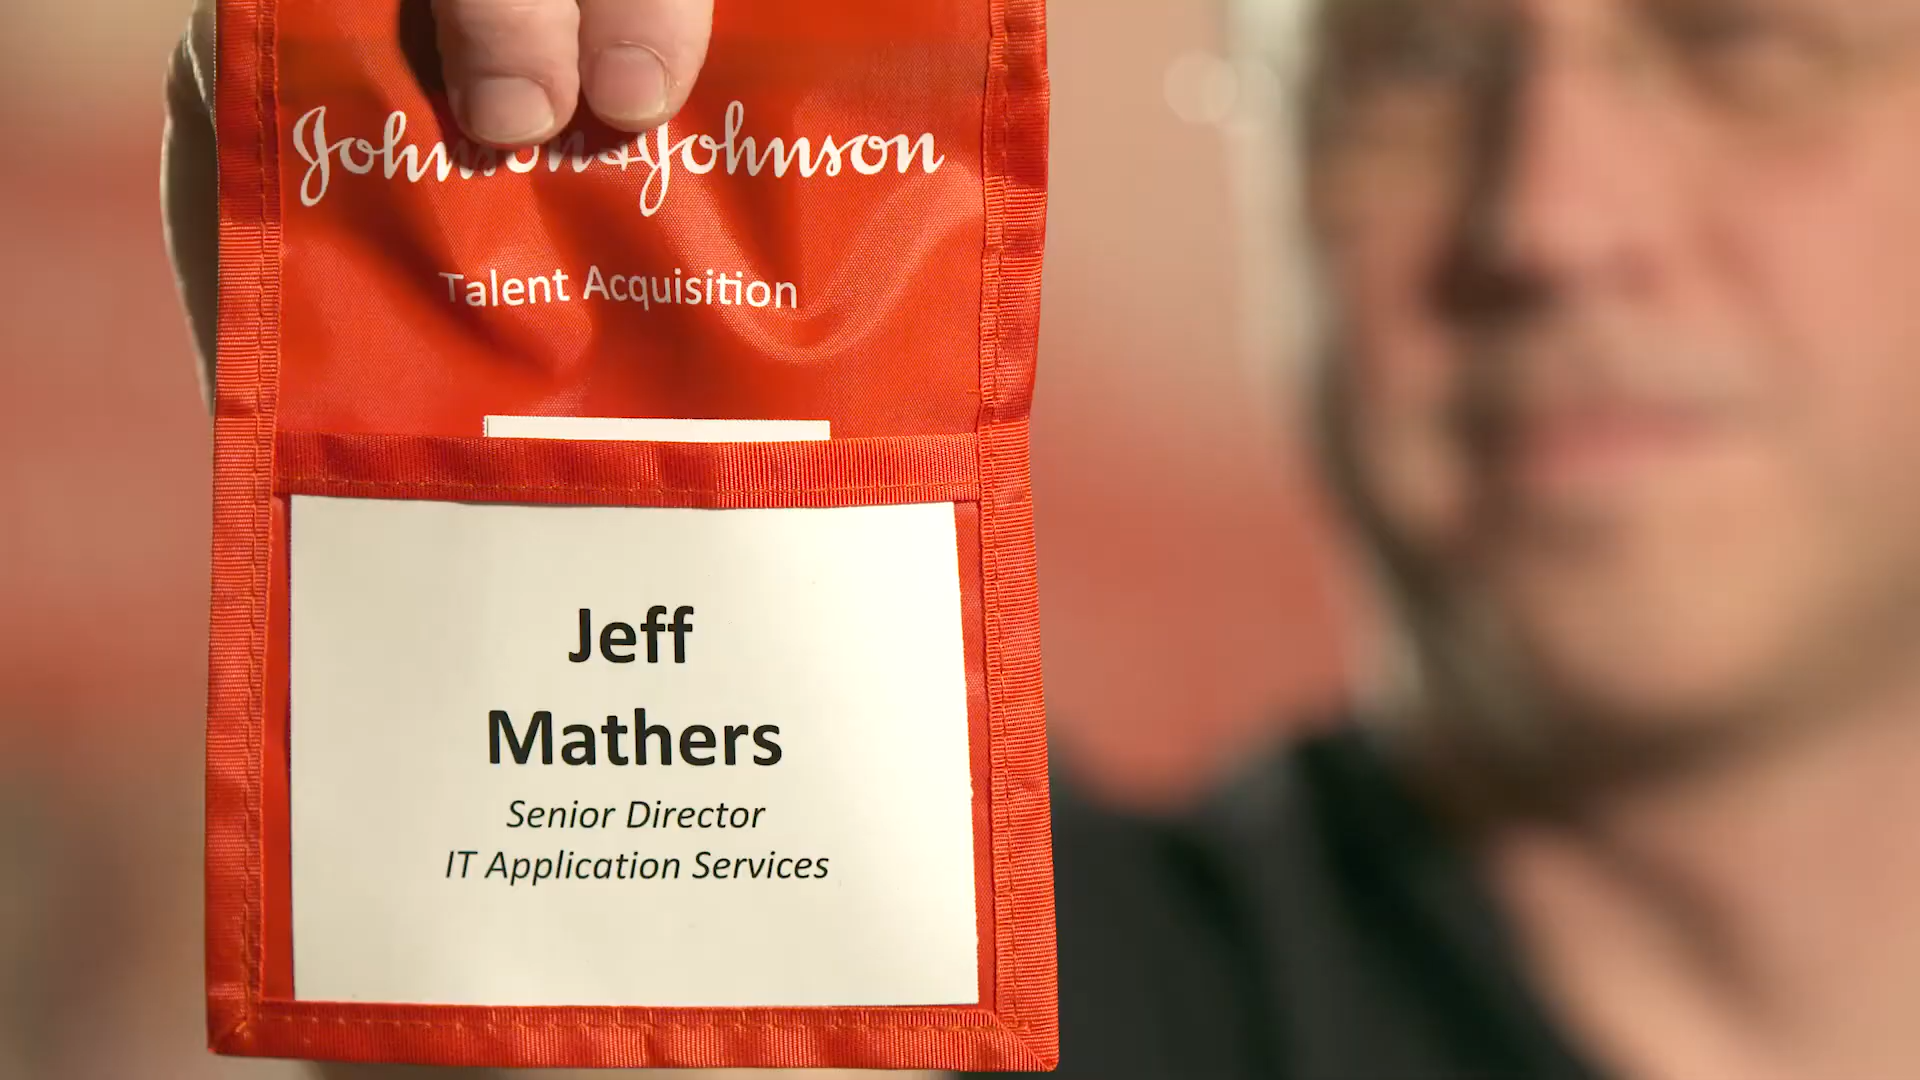 Johnson & Johnson
Talent Acquisition
Jeff
Mathers
Senior Director
IT Application Services